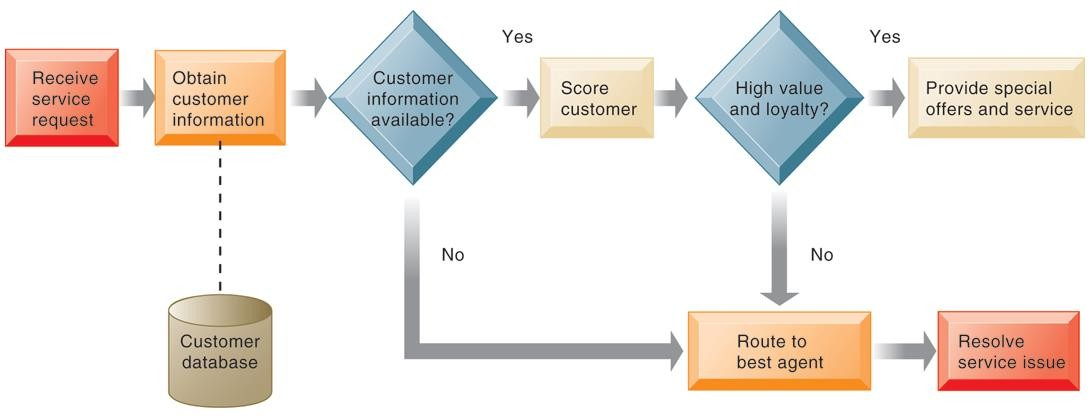 Receive
service
request
Obtain
customer
information
Customer
information
available?
Yes
Score
customer
High value
and loyalty?
Yes
Provide special
offers and service
No
No
Customer
database
Route to
best agent
Resolve
service issue